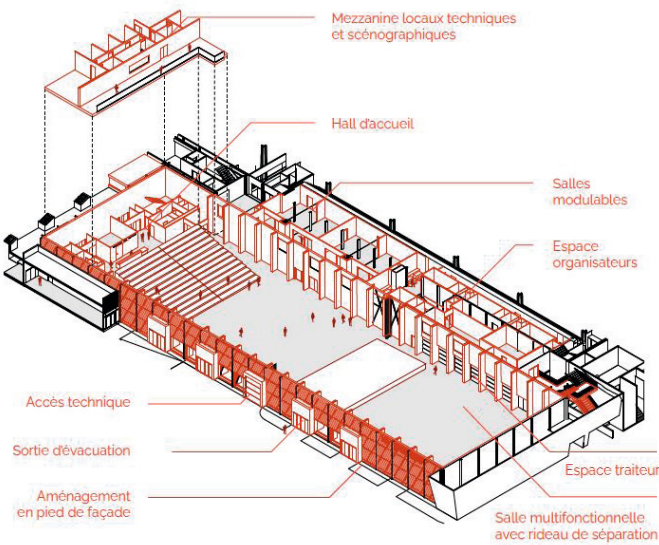 Mezzanine locaux techniques
et scénographiques
Hall d'accueil
Salles
modulables
Espace
organisateurs
Accès technique
Sortie d'évacuation
Espace traiteur
Aménagement
en pied de façade
Salle multifonctionnelle
avec rideau de séparation